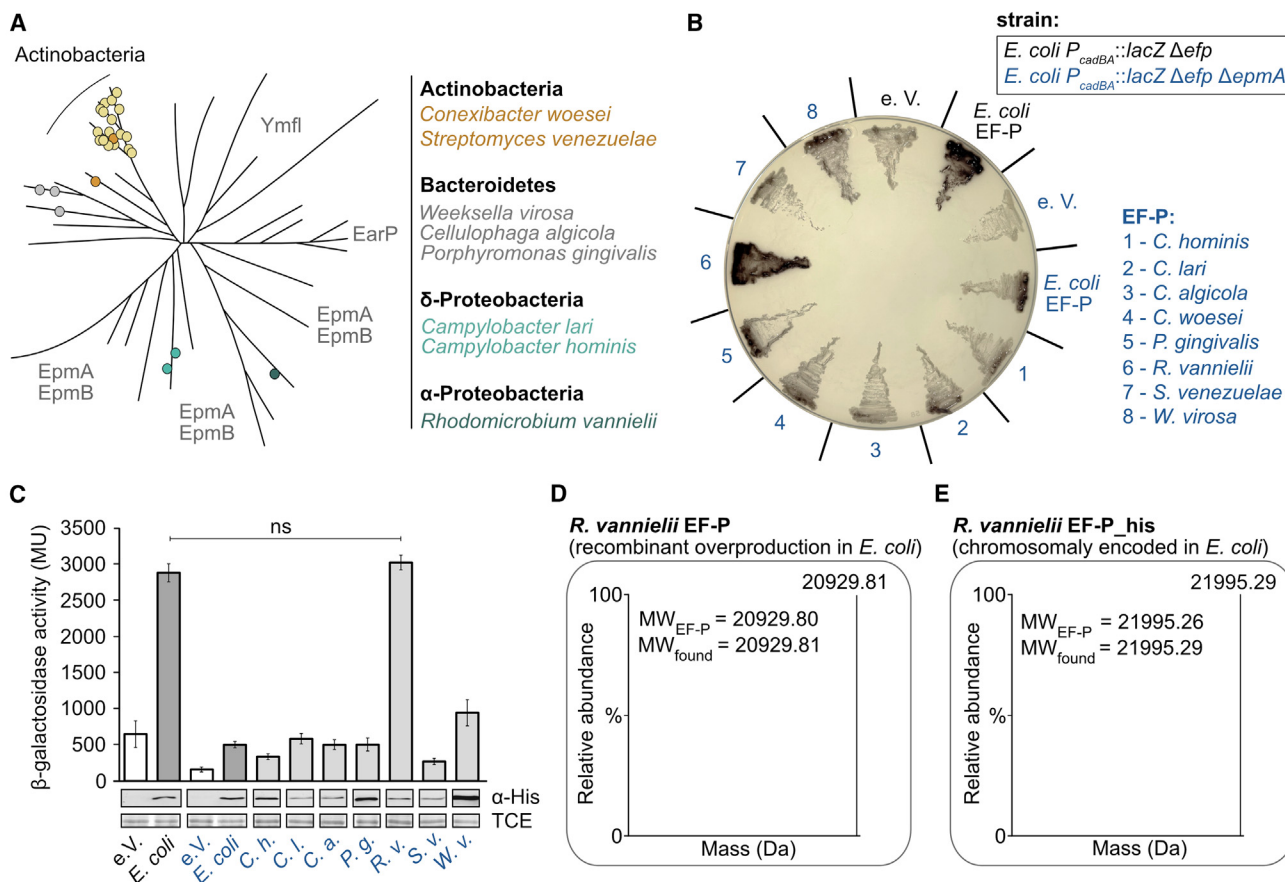 A
Actinobacteria
Ymfl
EarP
EpmA
EpmB
EpmA
EpmB
EpmA
EpmB
Actinobacteria
Conexibacter woesei
Streptomyces venezuelae
Bacteroidetes
Weeksella virosa
Cellulophaga algicola
Porphyromonas gingivalis
δ-Proteobacteria
Campylobacter lari
Campylobacter hominis
α-Proteobacteria
Rhodomicrobium vannielii
B
strain:
E. coli PcadBA::lacZ Δefp
E. coli PcadBA::lacZ Δefp ΔepmA
e. V.
E. coli
EF-P
e. V.
E. coli
EF-P
1
2
3
4
5
6
7
8
EF-P:
1 - C. hominis
2 - C. lari
3 - C. algicola
4 - C. woesei
5 - P. gingivalis
6 - R. vannielii
7 - S. venezuelae
8 - W. virosa
C
β-galactosidase activity (MU)
3500
3000
2500
2000
1500
1000
500
0
ns
α-His
TCE
e.V.
E. coli
e.V.
E. coli
C. h.
C. l.
C. a.
P. g.
R. v.
S. v.
W. v.
D
R. vannielii EF-P
(recombinant overproduction in E. coli)
20929.81
100
MWEF-P = 20929.80
MWfound = 20929.81
Relative abundance
%
0
Mass (Da)
E
R. vannielii EF-P_his
(chromosomaly encoded in E. coli)
21995.29
100
MWEF-P = 21995.26
MWfound = 21995.29
Relative abundance
%
0
Mass (Da)